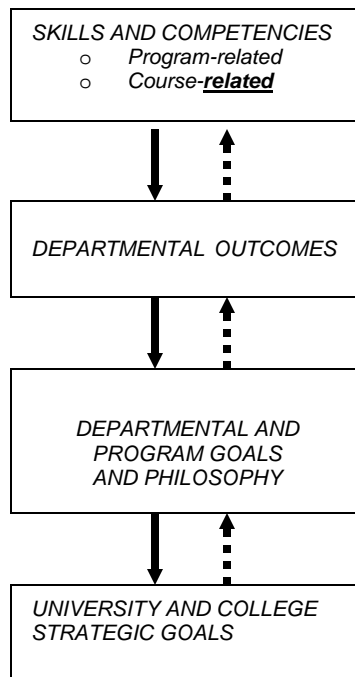 SKILLS AND COMPETENCIES
o Program-related
o Course-related
DEPARTMENTAL OUTCOMES
DEPARTMENTAL AND
PROGRAM GOALS
AND PHILOSOPHY
UNIVERSITY AND COLLEGE
STRATEGIC GOALS